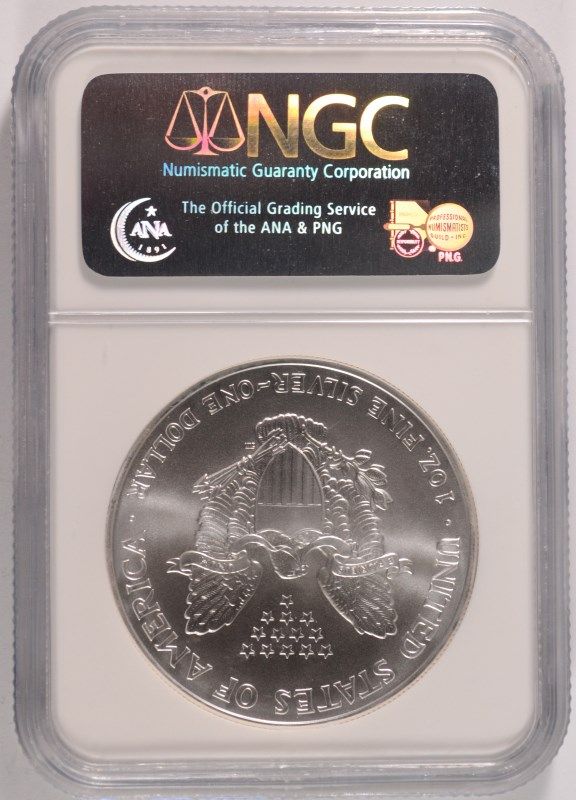 NGC
Numismatic Guaranty Corporation
The Official Grading Service
of the ANA & PNG
ANA
1891
PROFESSIONAL
NUMISMATISTS
GUILD • INC.
P.N.G.
UNITED STATES OF AMERICA
1 OZ. FINE SILVER~ONE DOLLAR